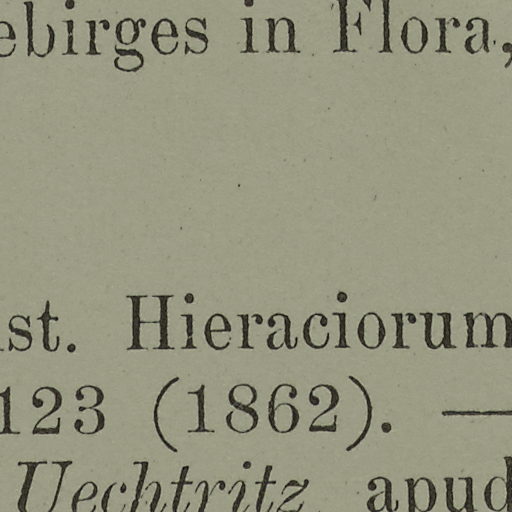 ebirges in Flora,
st. Hieraciorum
123 (1862). —
Uechtritz apud